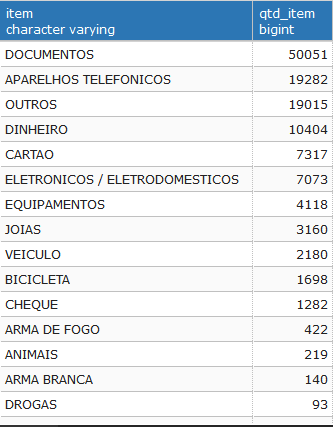 item qtd_item
character varying bigint
DOCUMENTOS 50051
APARELHOS TELEFONICOS 19282
OUTROS 19015
DINHEIRO 10404
CARTAO 7317
ELETRONICOS / ELETRODOMESTICOS 7073
EQUIPAMENTOS 4118
JOIAS 3160
VEICULO 2180
BICICLETA 1698
CHEQUE 1282
ARMA DE FOGO 422
ANIMAIS 219
ARMA BRANCA 140
DROGAS 93